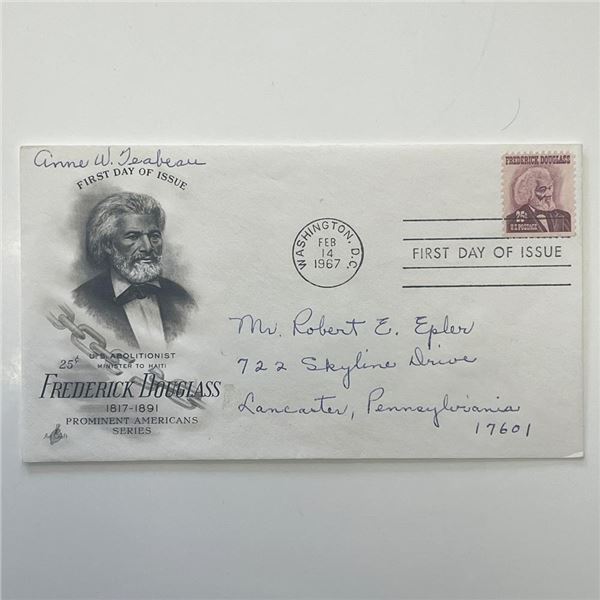 Anne W. Teabeau
FIRST DAY OF ISSUE
25¢
U.S. ABOLITIONIST
MINISTER TO HAITI
FREDERICK DOUGLASS
1817-1891
PROMINENT AMERICANS
SERIES
WASHINGTON, D.C.
FEB
14
1967
FREDERICK DOUGLASS
25¢
U.S. POSTAGE
FIRST DAY OF ISSUE
Mr. Robert E. Epler
722 Skyline Drive
Lancaster, Pennsylvania
17601